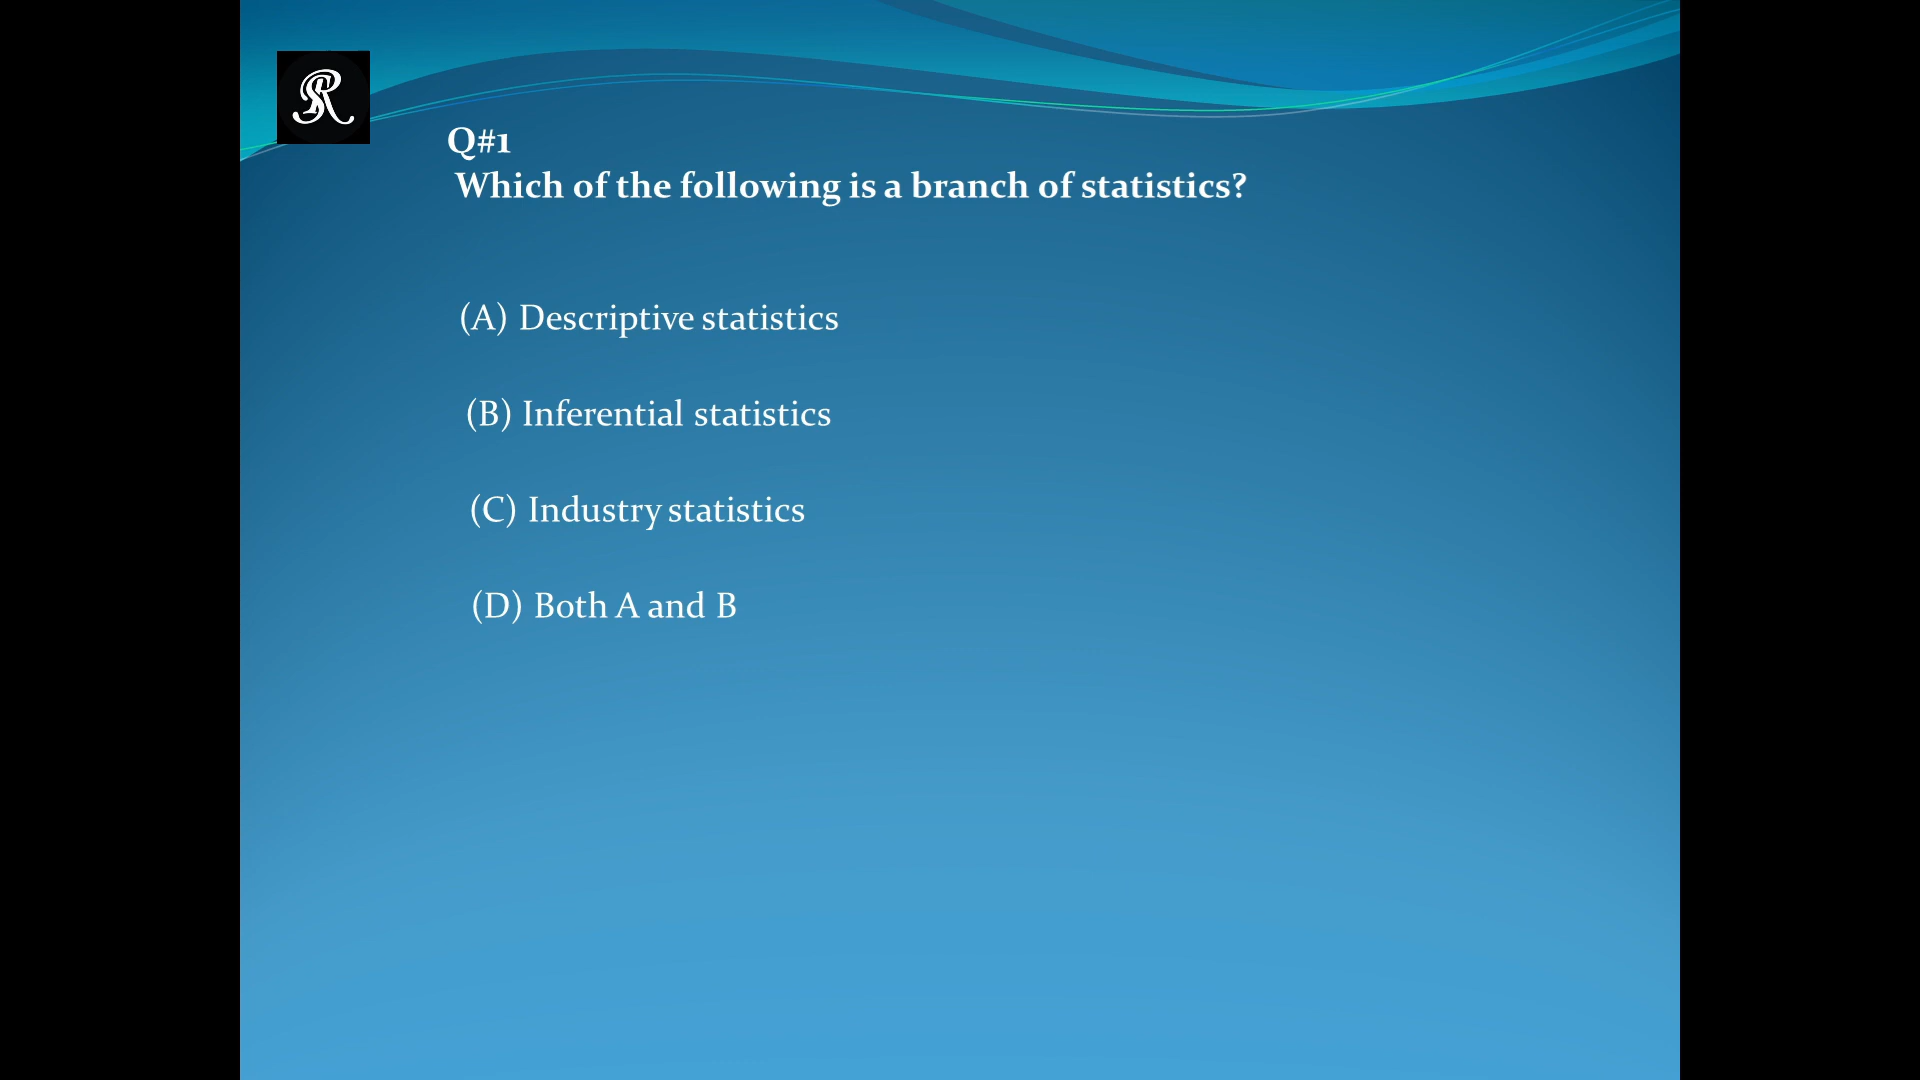 Q#1
Which of the following is a branch of statistics?
(A) Descriptive statistics
(B) Inferential statistics
(C) Industry statistics
(D) Both A and B